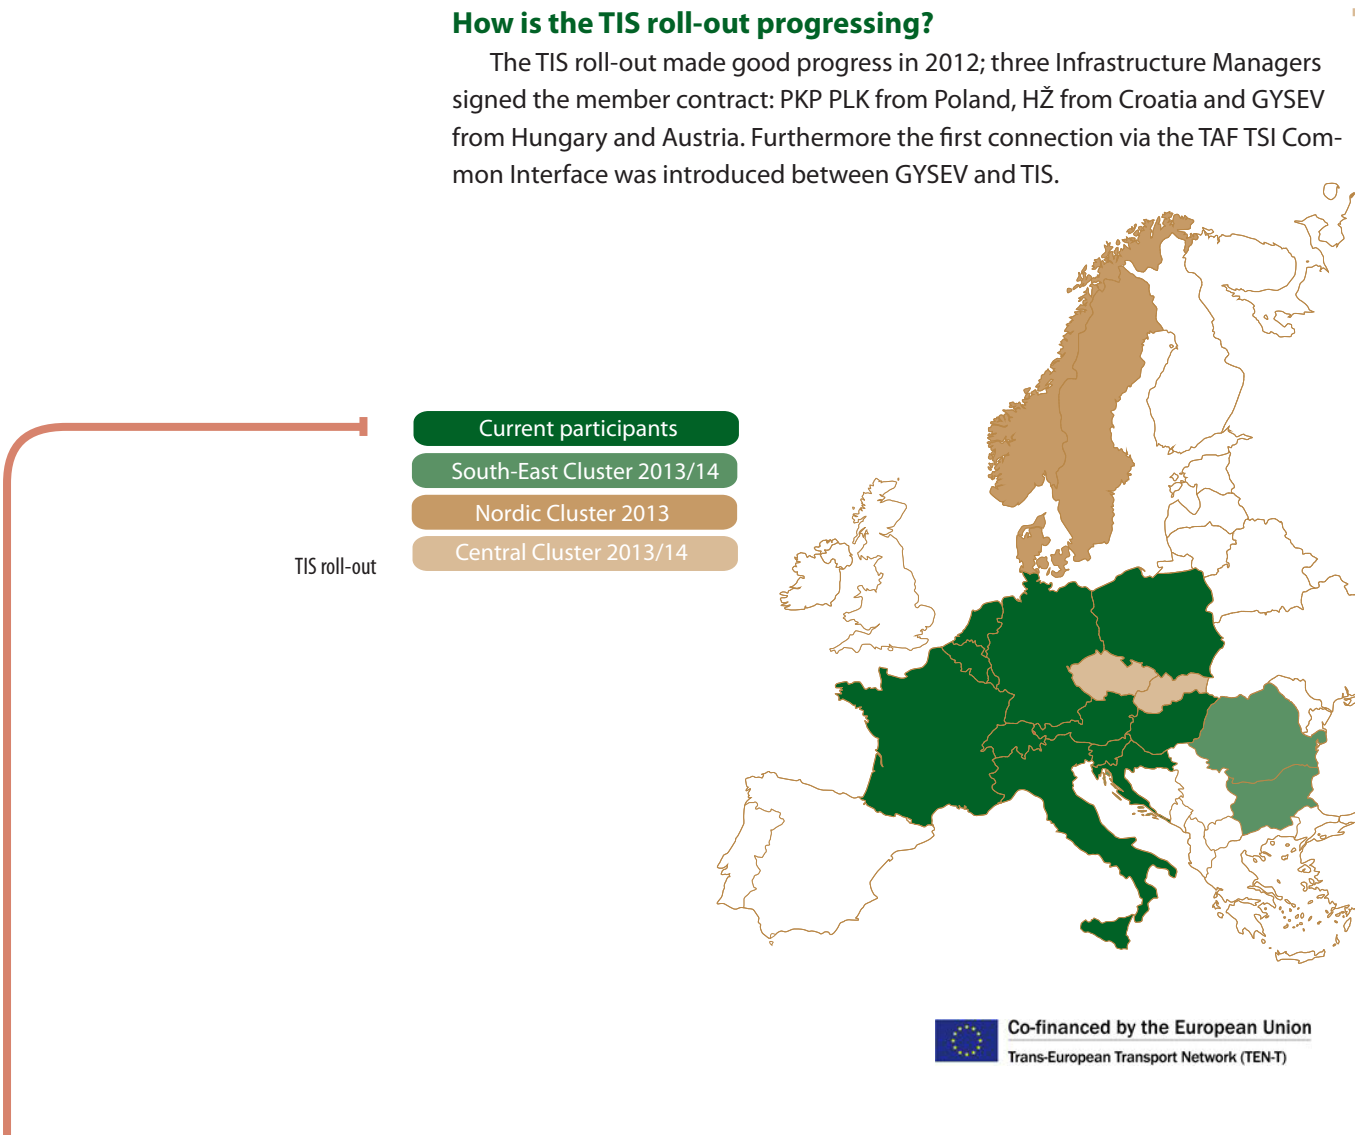 How is the TIS roll-out progressing?
The TIS roll-out made good progress in 2012; three Infrastructure Managers
signed the member contract: PKP PLK from Poland, HŽ from Croatia and GYSEV
from Hungary and Austria. Furthermore the first connection via the TAF TSI Com-
mon Interface was introduced between GYSEV and TIS.
Current participants
South-East Cluster 2013/14
Nordic Cluster 2013
Central Cluster 2013/14
TIS roll-out
Co-financed by the European Union
Trans-European Transport Network (TEN-T)